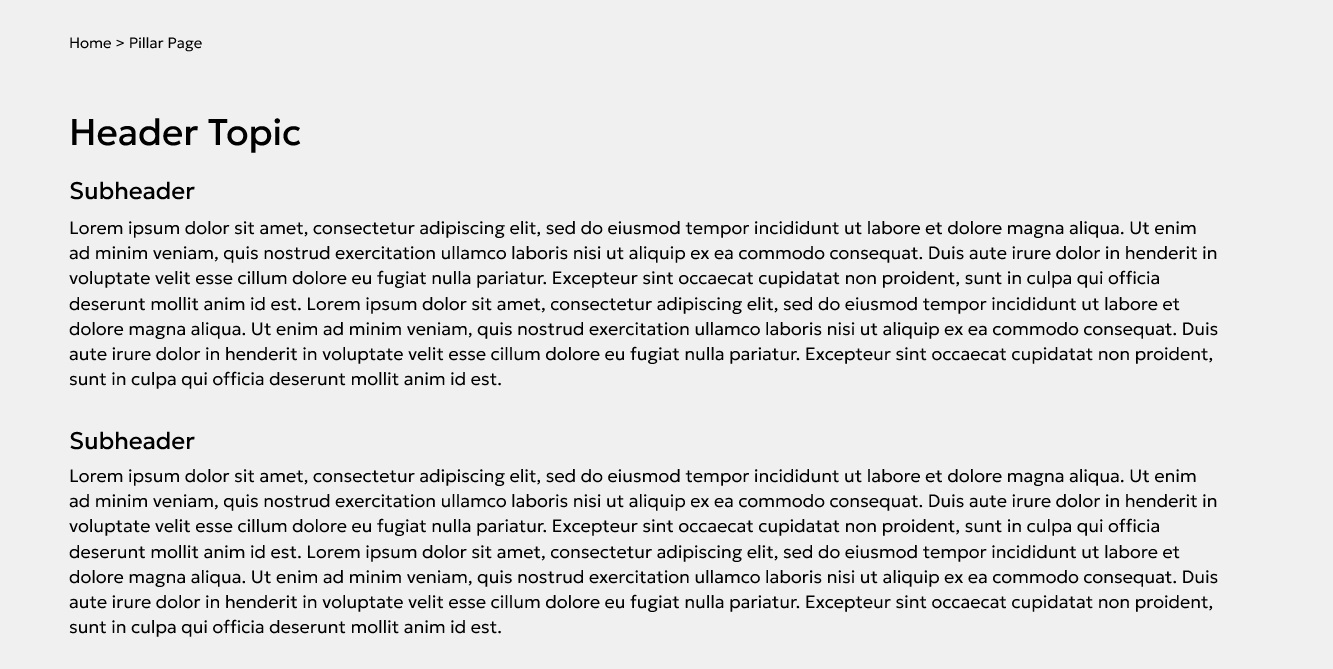 Home > Pillar Page
Header Topic
Subheader
Lorem ipsum dolor sit amet, consectetur adipiscing elit, sed do eiusmod tempor incididunt ut labore et dolore magna aliqua. Ut enim
ad minim veniam, quis nostrud exercitation ullamco laboris nisi ut aliquip ex ea commodo consequat. Duis aute irure dolor in henderit in
voluptate velit esse cillum dolore eu fugiat nulla pariatur. Excepteur sint occaecat cupidatat non proident, sunt in culpa qui officia
deserunt mollit anim id est. Lorem ipsum dolor sit amet, consectetur adipiscing elit, sed do eiusmod tempor incididunt ut labore et
dolore magna aliqua. Ut enim ad minim veniam, quis nostrud exercitation ullamco laboris nisi ut aliquip ex ea commodo consequat. Duis
aute irure dolor in henderit in voluptate velit esse cillum dolore eu fugiat nulla pariatur. Excepteur sint occaecat cupidatat non proident,
sunt in culpa qui officia deserunt mollit anim id est.
Subheader
Lorem ipsum dolor sit amet, consectetur adipiscing elit, sed do eiusmod tempor incididunt ut labore et dolore magna aliqua. Ut enim
ad minim veniam, quis nostrud exercitation ullamco laboris nisi ut aliquip ex ea commodo consequat. Duis aute irure dolor in henderit in
voluptate velit esse cillum dolore eu fugiat nulla pariatur. Excepteur sint occaecat cupidatat non proident, sunt in culpa qui officia
deserunt mollit anim id est. Lorem ipsum dolor sit amet, consectetur adipiscing elit, sed do eiusmod tempor incididunt ut labore et
dolore magna aliqua. Ut enim ad minim veniam, quis nostrud exercitation ullamco laboris nisi ut aliquip ex ea commodo consequat. Duis
aute irure dolor in henderit in voluptate velit esse cillum dolore eu fugiat nulla pariatur. Excepteur sint occaecat cupidatat non proident,
sunt in culpa qui officia deserunt mollit anim id est.